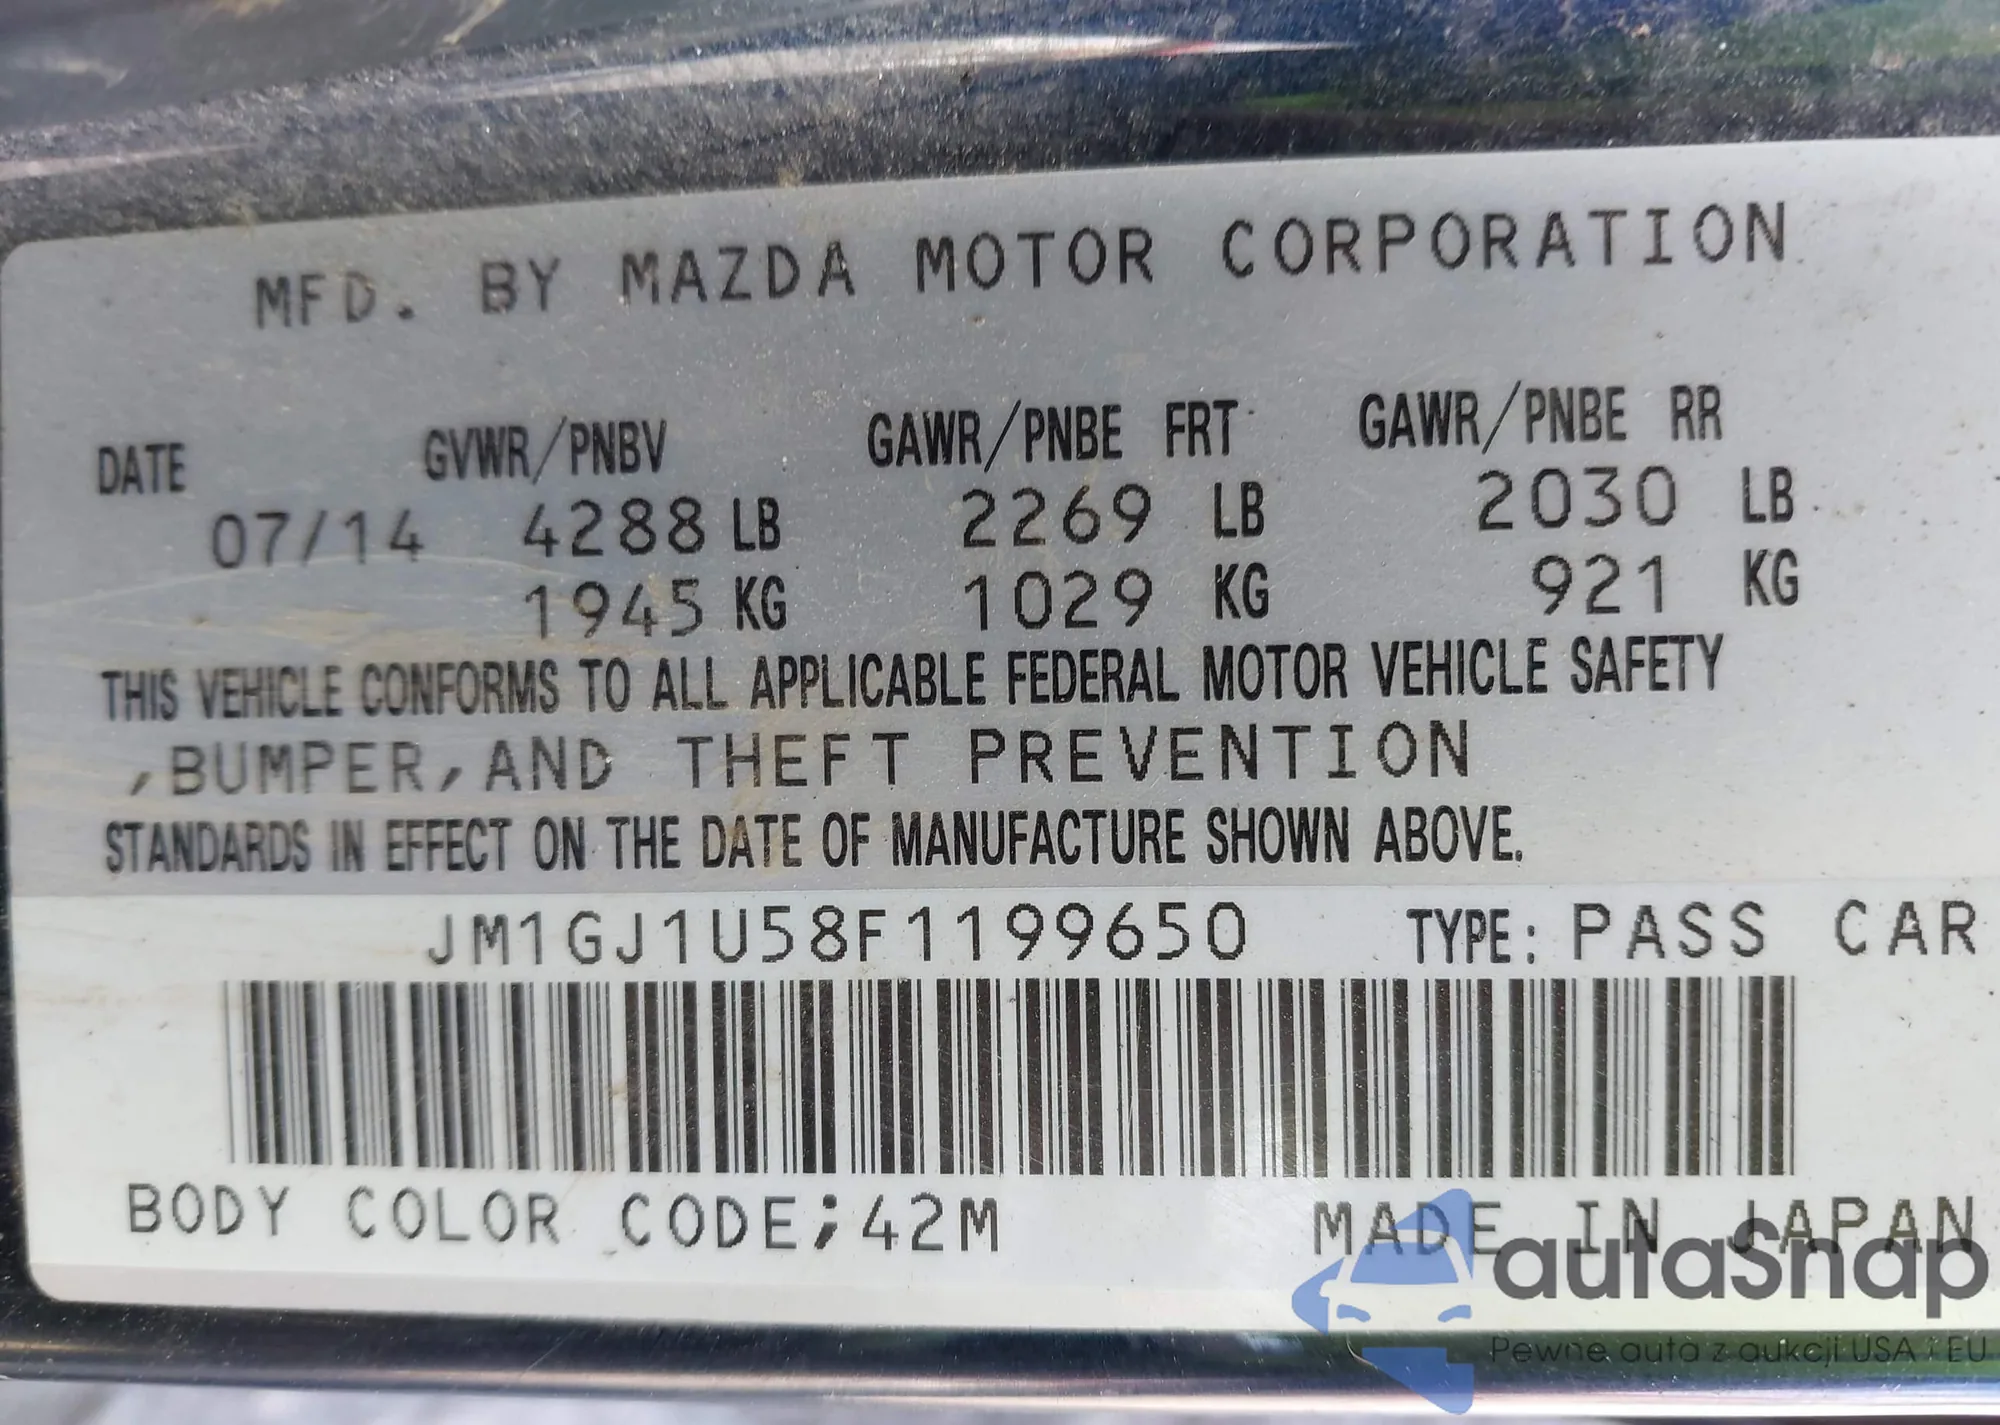 MFD. BY MAZDA MOTOR CORPORATION
DATE GVWR/PNBV GAWR/PNBE FRT GAWR/PNBE RR
07/14 4288 LB 2269 LB 2030 LB
1945 KG 1029 KG 921 KG
THIS VEHICLE CONFORMS TO ALL APPLICABLE FEDERAL MOTOR VEHICLE SAFETY
,BUMPER,AND THEFT PREVENTION
STANDARDS IN EFFECT ON THE DATE OF MANUFACTURE SHOWN ABOVE.
JM1GJ1U58F1199650 TYPE: PASS CAR
BODY COLOR CODE;42M MADE IN JAPAN
autaSnap
Pewne auta z aukcji USA i EU